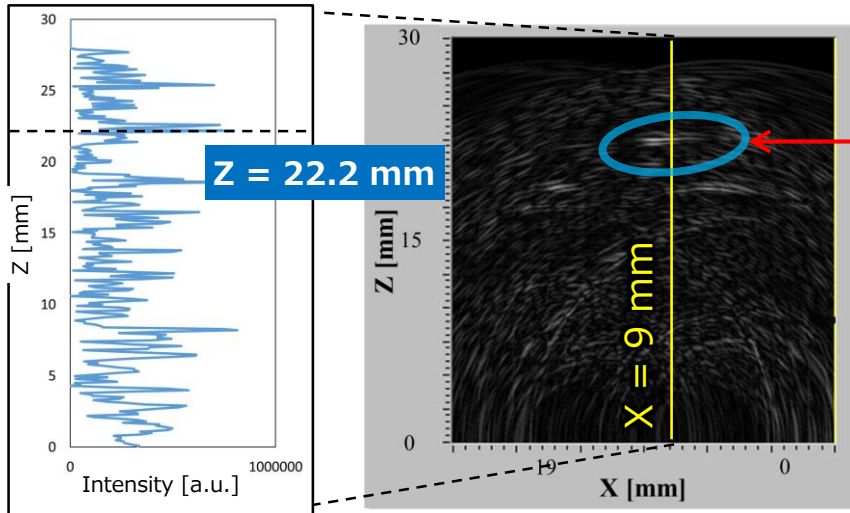 30
25
20
15
10
5
0
Z [mm]
0
1000000
Intensity [a.u.]
Z = 22.2 mm
30
15
0
Z [mm]
X = 9 mm
19
0
X [mm]